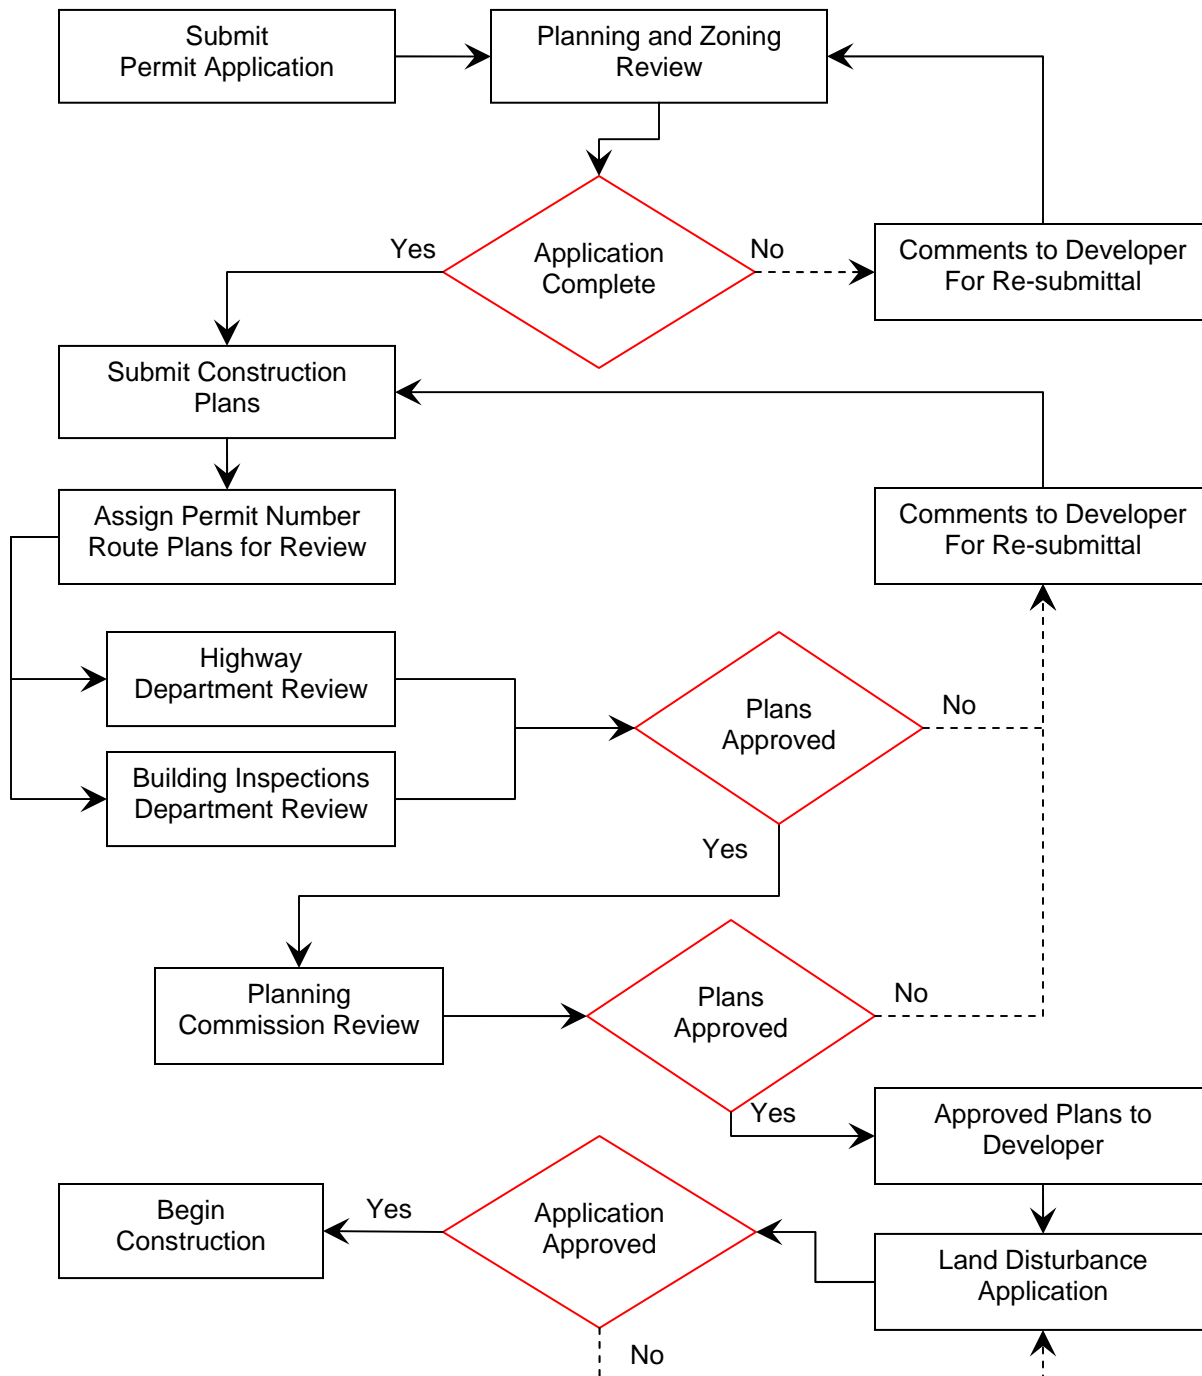 Submit
Permit Application
Planning and Zoning
Review
Yes
Application
Complete
No
Comments to Developer
For Re-submittal
Submit Construction
Plans
Assign Permit Number
Route Plans for Review
Comments to Developer
For Re-submittal
Highway
Department Review
Plans
Approved
No
Building Inspections
Department Review
Yes
Planning
Commission Review
Plans
Approved
No
Yes
Approved Plans to
Developer
Begin
Construction
Yes
Application
Approved
Land Disturbance
Application
No